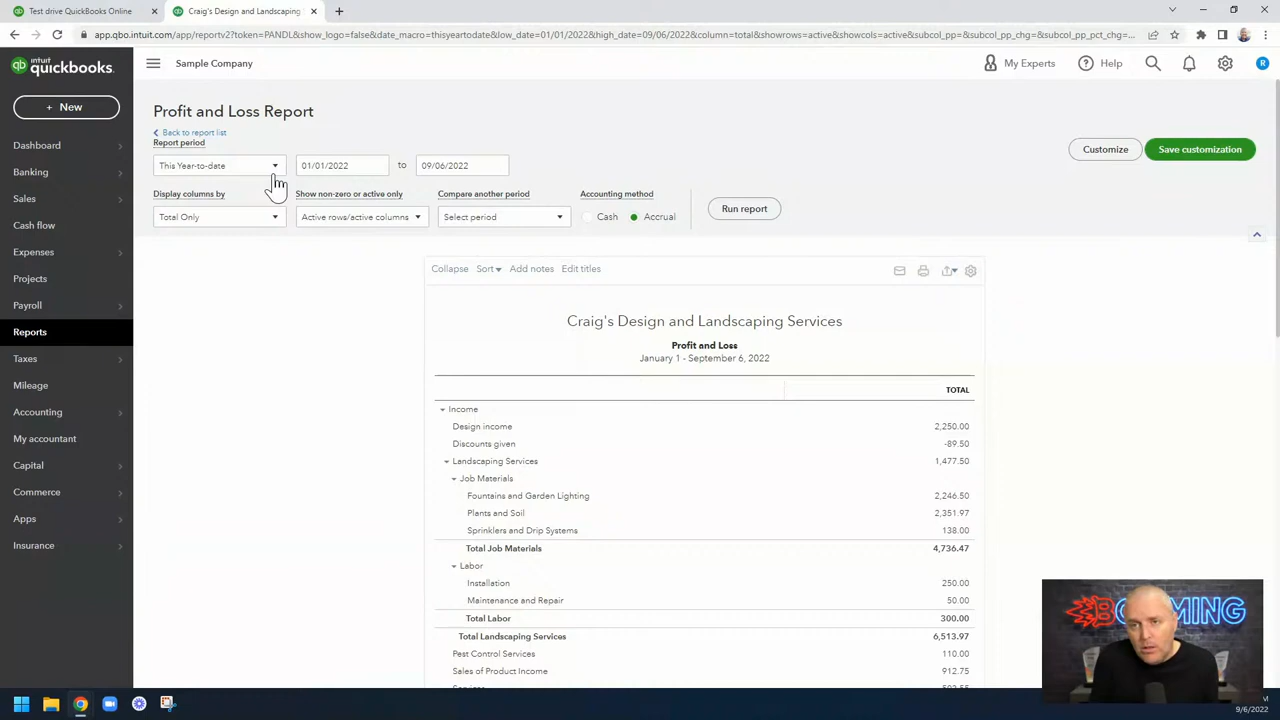 Test drive QuickBooks Online
Craig's Design and Landscaping
app.qbo.intuit.com/app/reportv2?token=PANDL&show_logo=false&date_macro=thisyeartodate&low_date=01/01/2022&high_date=09/06/2022&column=total&showrows=active&showcols=active&subcol_pp=&subcol_pp_chg=&subcol_pp_pct_chg=...
intuit
quickbooks.
Sample Company
My Experts
Help
R
+ New
Dashboard
Banking
Sales
Cash flow
Expenses
Projects
Payroll
Reports
Taxes
Mileage
Accounting
My accountant
Capital
Commerce
Apps
Insurance
Profit and Loss Report
Back to report list
Report period
This Year-to-date 01/01/2022 to 09/06/2022
Customize Save customization
Display columns by Show non-zero or active only Compare another period Accounting method
Total Only Active rows/active columns Select period Cash Accrual Run report
Collapse Sort Add notes Edit titles
Craig's Design and Landscaping Services
Profit and Loss
January 1 - September 6, 2022
TOTAL
Income
Design income 2,250.00
Discounts given -89.50
Landscaping Services 1,477.50
Job Materials
Fountains and Garden Lighting 2,246.50
Plants and Soil 2,351.97
Sprinklers and Drip Systems 138.00
Total Job Materials 4,736.47
Labor
Installation 250.00
Maintenance and Repair 50.00
Total Labor 300.00
Total Landscaping Services 6,513.97
Pest Control Services 110.00
Sales of Product Income 912.75
9/6/2022